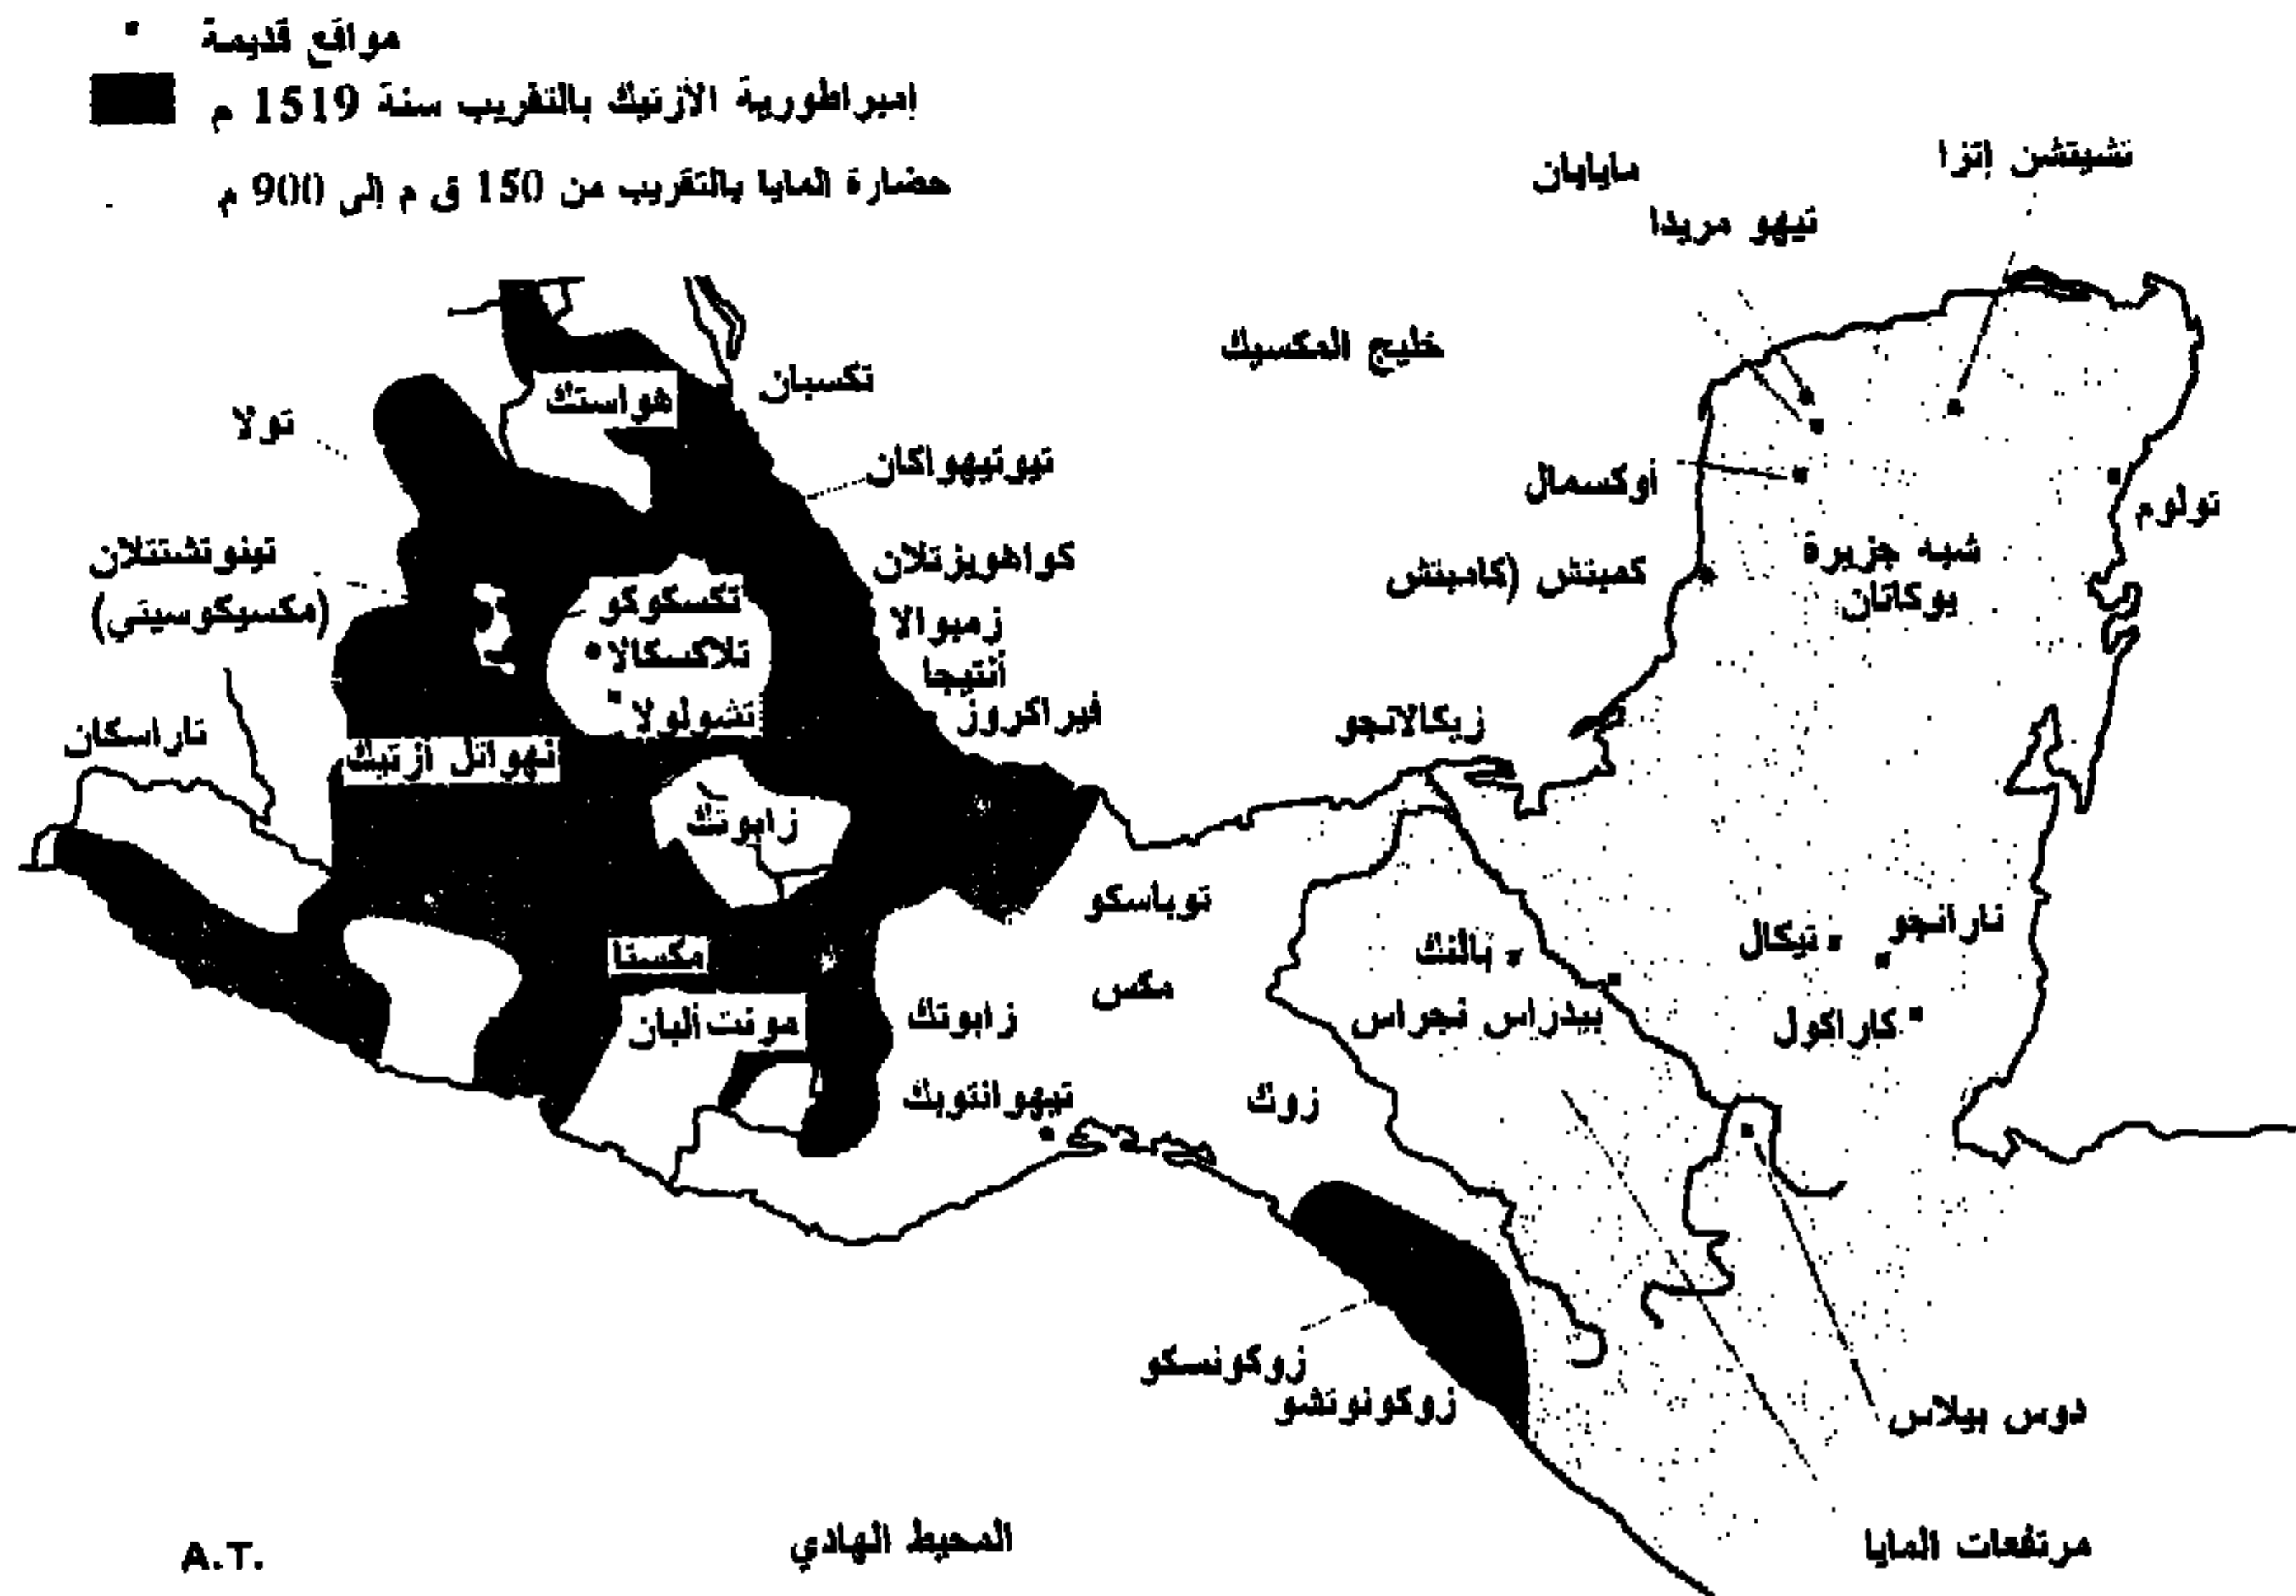 مواقع قديمة
إمبراطورية الأزتيك بالتقريب سنة 1519 م
حضارة المايا بالتقريب من 150 ق م إلى 900 م
تشيتشن إتزا
مايابان
تيهو مريدا
خليج المكسيك
هواستك
تكسبان
تولا
تيوتيهواكان
أوكسمال
تولوم
تينوتشتتلان
(مكسيكوسيتي)
كواهويزتلان
شبه جزيرة
يوكاتان
كمبتش (كامبتش
تكسكوكو
زمبوالا
تلاكسكالا
أنتيجا
تشولولا
فيراكروز
زيكالانجو
تاراسكان
نهواتل أزتيك
زابوتك
توباسكو
نارانجو
تيكال
بالنك
مكستا
مكس
زابوتك
مونت ألبان
بيدراس نجراس
كاراكول
تيهوانتوبك
زوك
زوكونسكو
زوكونوتشو
دوس بيلاس
المحيط الهادي
مرتفعات المايا
A.T.